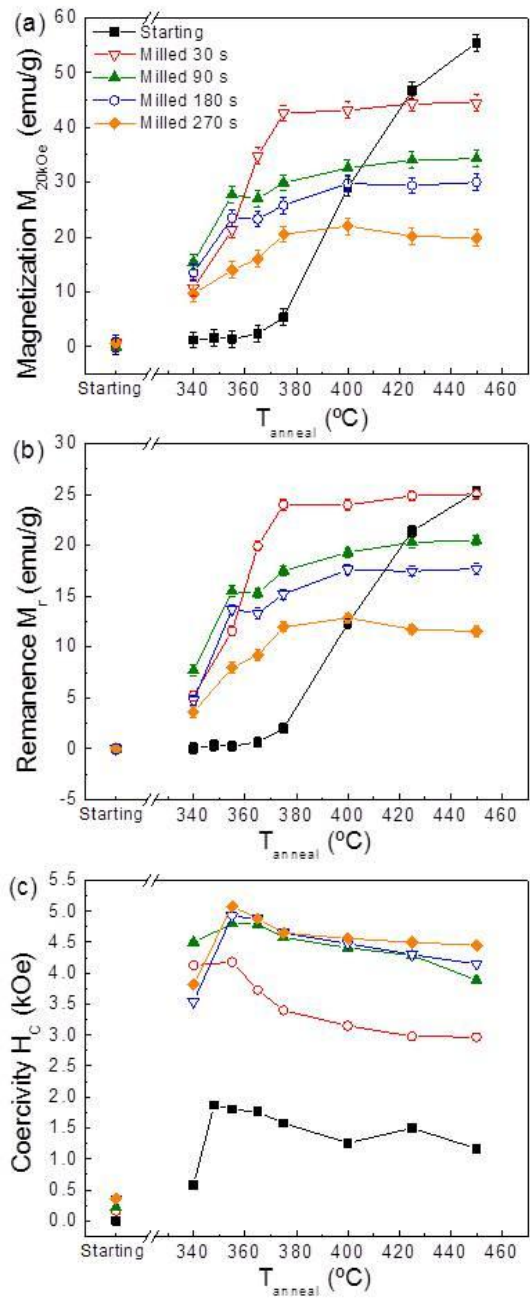 (a)
60
50
40
30
20
10
0
Magnetization M20kOe (emu/g)
Starting
Milled 30 s
Milled 90 s
Milled 180 s
Milled 270 s
Starting 340 360 380 400 420 440 460
Tanneal (ºC)
(b)
30
25
20
15
10
5
0
-5
Remanence Mr (emu/g)
Starting 340 360 380 400 420 440 460
Tanneal (ºC)
(c)
5.5
5.0
4.5
4.0
3.5
3.0
2.5
2.0
1.5
1.0
0.5
0.0
Coercivity HC (kOe)
Starting 340 360 380 400 420 440 460
Tanneal (ºC)